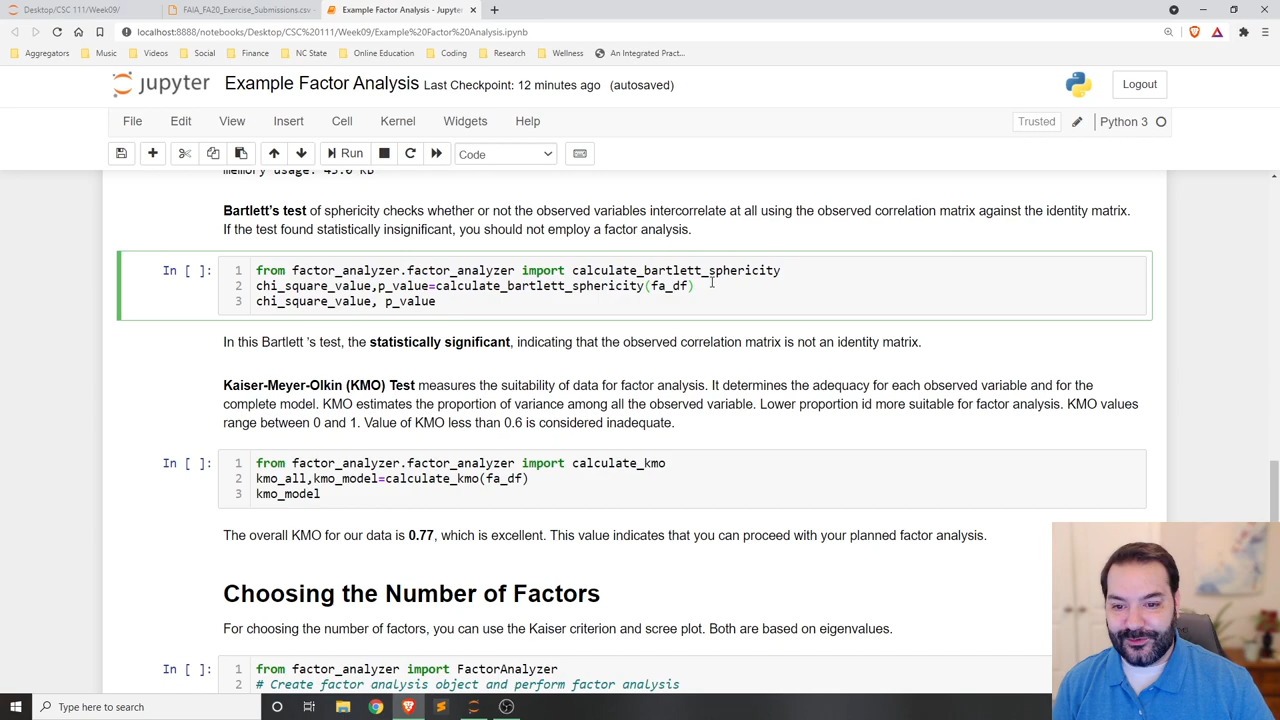 Desktop/CSC 111/Week09/
FAIA_FA20_Exercise_Submissions.csv
Example Factor Analysis - Jupyter
localhost:8888/notebooks/Desktop/CSC%20111/Week09/Example%20Factor%20Analysis.ipynb
Aggregators Music Videos Social Finance NC State Online Education Coding Research Wellness An Integrated Pract...
jupyter Example Factor Analysis Last Checkpoint: 12 minutes ago (autosaved)
Logout
File Edit View Insert Cell Kernel Widgets Help
Trusted Python 3
Run Code
memory usage: 45.0 KB
Bartlett's test of sphericity checks whether or not the observed variables intercorrelate at all using the observed correlation matrix against the identity matrix.
If the test found statistically insignificant, you should not employ a factor analysis.
In [ ]: 1 from factor_analyzer.factor_analyzer import calculate_bartlett_sphericity
2 chi_square_value,p_value=calculate_bartlett_sphericity(fa_df)
3 chi_square_value, p_value
In this Bartlett 's test, the statistically significant, indicating that the observed correlation matrix is not an identity matrix.
Kaiser-Meyer-Olkin (KMO) Test measures the suitability of data for factor analysis. It determines the adequacy for each observed variable and for the
complete model. KMO estimates the proportion of variance among all the observed variable. Lower proportion id more suitable for factor analysis. KMO values
range between 0 and 1. Value of KMO less than 0.6 is considered inadequate.
In [ ]: 1 from factor_analyzer.factor_analyzer import calculate_kmo
2 kmo_all,kmo_model=calculate_kmo(fa_df)
3 kmo_model
The overall KMO for our data is 0.77, which is excellent. This value indicates that you can proceed with your planned factor analysis.
Choosing the Number of Factors
For choosing the number of factors, you can use the Kaiser criterion and scree plot. Both are based on eigenvalues.
In [ ]: 1 from factor_analyzer import FactorAnalyzer
2 # Create factor analysis object and perform factor analysis
Type here to search